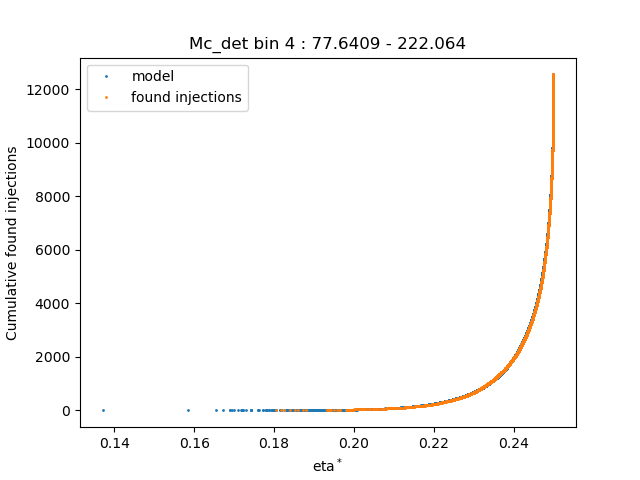 Mc_det bin 4 : 77.6409 - 222.064
model
found injections
12000
10000
8000
6000
4000
2000
0
Cumulative found injections
0.14 0.16 0.18 0.20 0.22 0.24
eta*